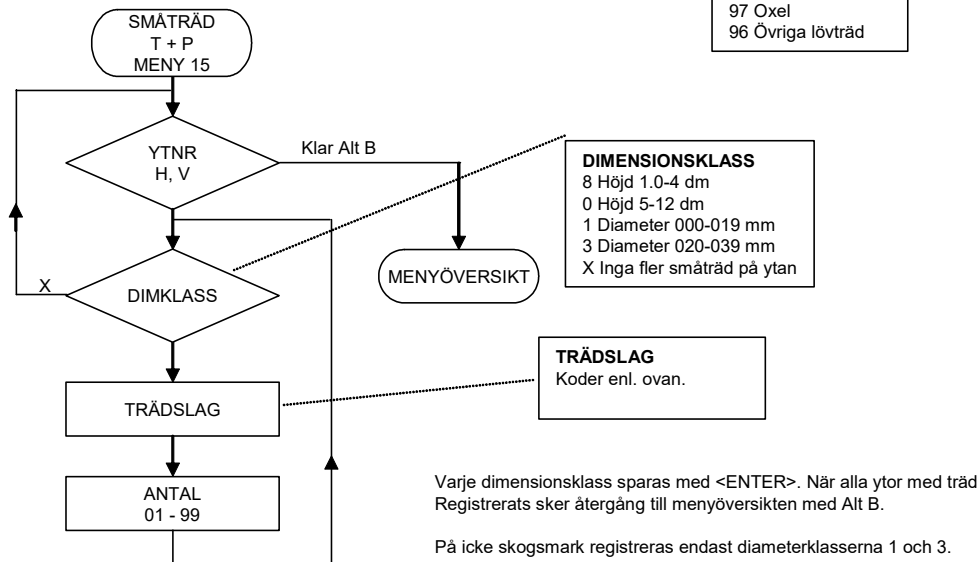 97 Oxel
96 Övriga lövträd
SMÅTRÄD
T + P
MENY 15
YTNR
H, V
Klar Alt B
DIMENSIONSKLASS
8 Höjd 1.0-4 dm
0 Höjd 5-12 dm
1 Diameter 000-019 mm
3 Diameter 020-039 mm
X Inga fler småträd på ytan
MENYÖVERSIKT
X
DIMKLASS
TRÄDSLAG
Koder enl. ovan.
TRÄDSLAG
ANTAL
01 - 99
Varje dimensionsklass sparas med <ENTER>. När alla ytor med träd
Registrerats sker återgång till menyöversikten med Alt B.
På icke skogsmark registreras endast diameterklasserna 1 och 3.